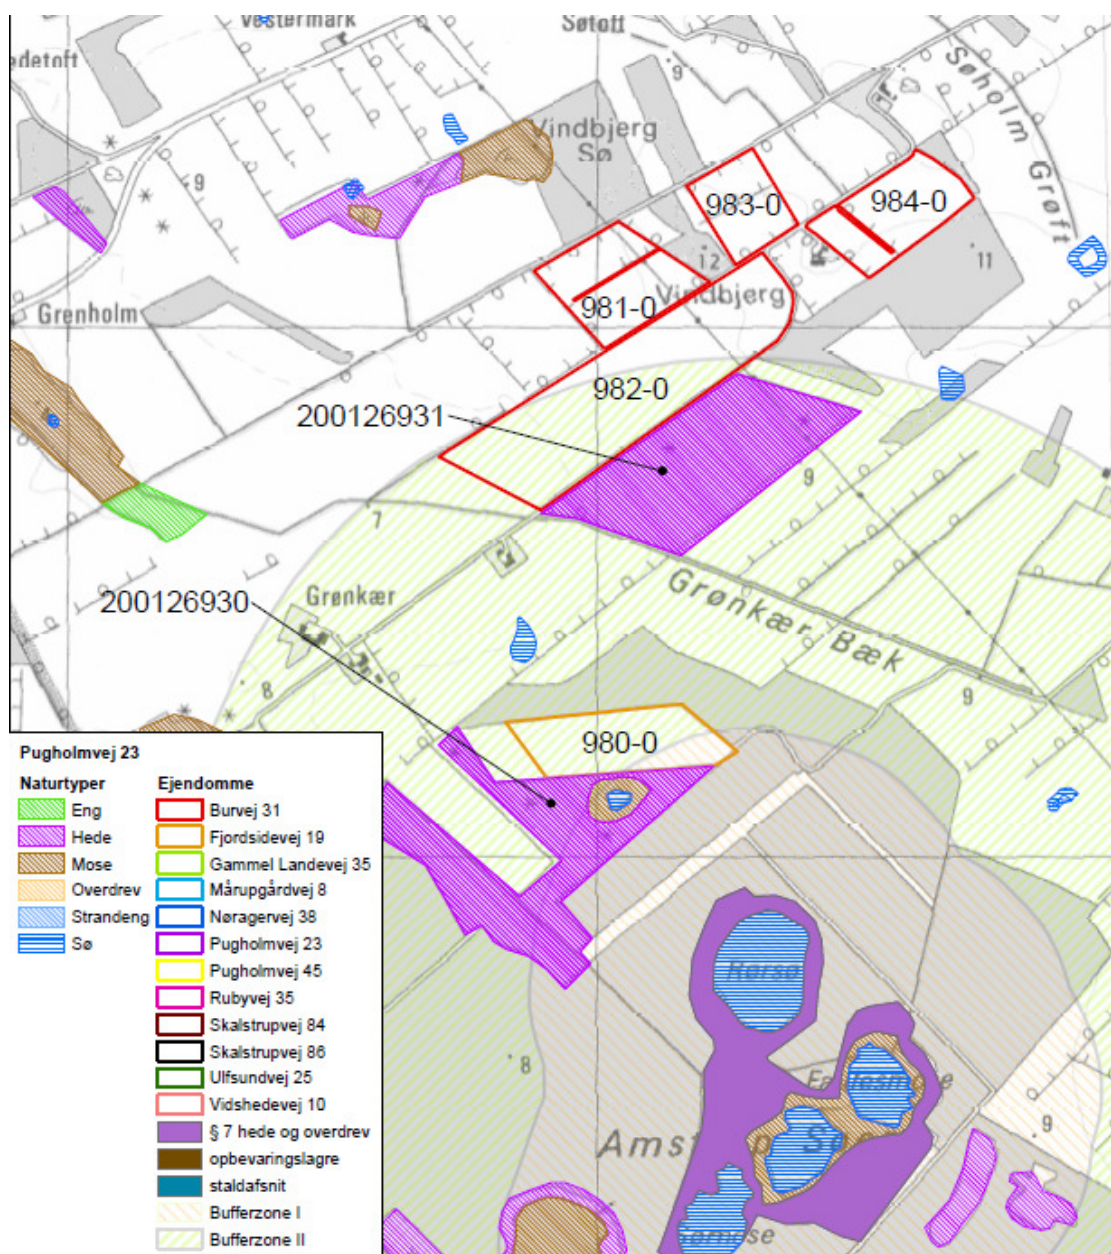 Vestermark
Søtoft
edetoft
9
Søholm Grøft
Vindbjerg
Sø
9
983-0
984-0
12
11
981-0
Vindbjerg
Grenholm
982-0
200126931
9
7
Grønkær Bæk
200126930
Grønkær
8
9
980-0
Pugholmvej 23
Naturtyper
Eng
Hede
Mose
Overdrev
Strandeng
Sø
Ejendomme
Burvej 31
Fjordsidevej 19
Gammel Landevej 35
Mårupgårdvej 8
Nøragervej 38
Pugholmvej 23
Pugholmvej 45
Rubyvej 35
Skalstrupvej 84
Skalstrupvej 86
Ulfsundvej 25
Vidshedevej 10
§ 7 hede og overdrev
opbevaringslagre
staldafsnit
Bufferzone I
Bufferzone II
Rørsø
8
9